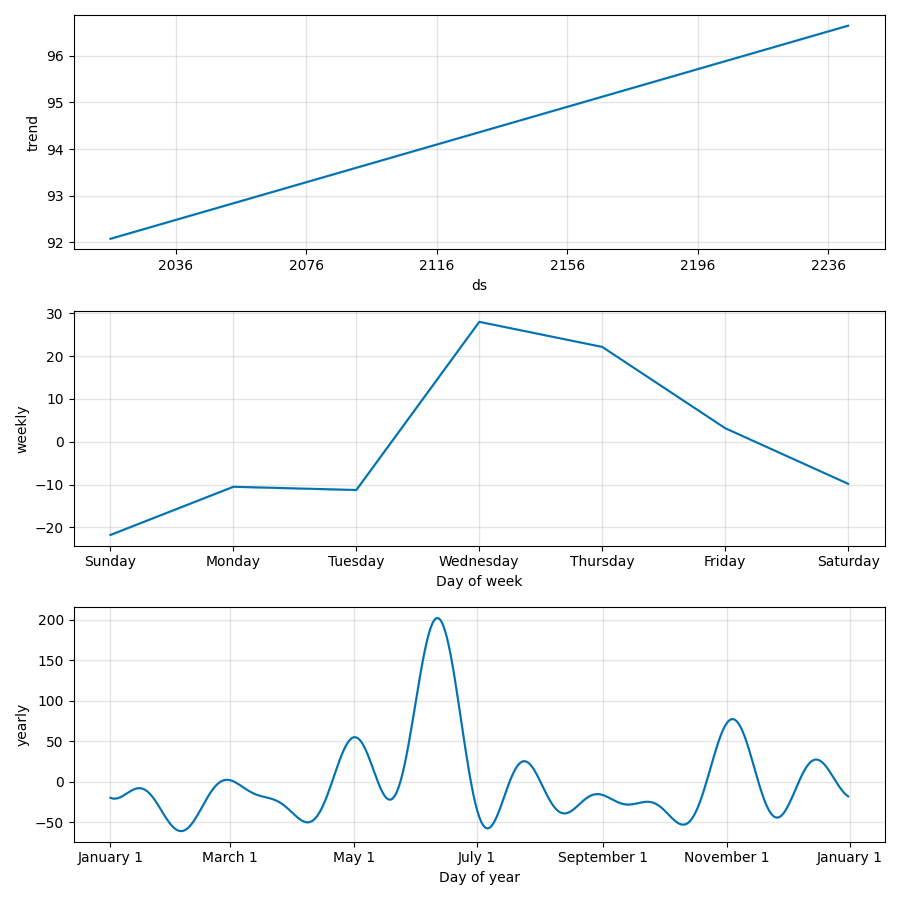 96
95
94
93
92
trend
2036 2076 2116 2156 2196 2236
ds
30
20
10
0
−10
−20
weekly
Sunday Monday Tuesday Wednesday Thursday Friday Saturday
Day of week
200
150
100
50
0
−50
yearly
January 1 March 1 May 1 July 1 September 1 November 1 January 1
Day of year